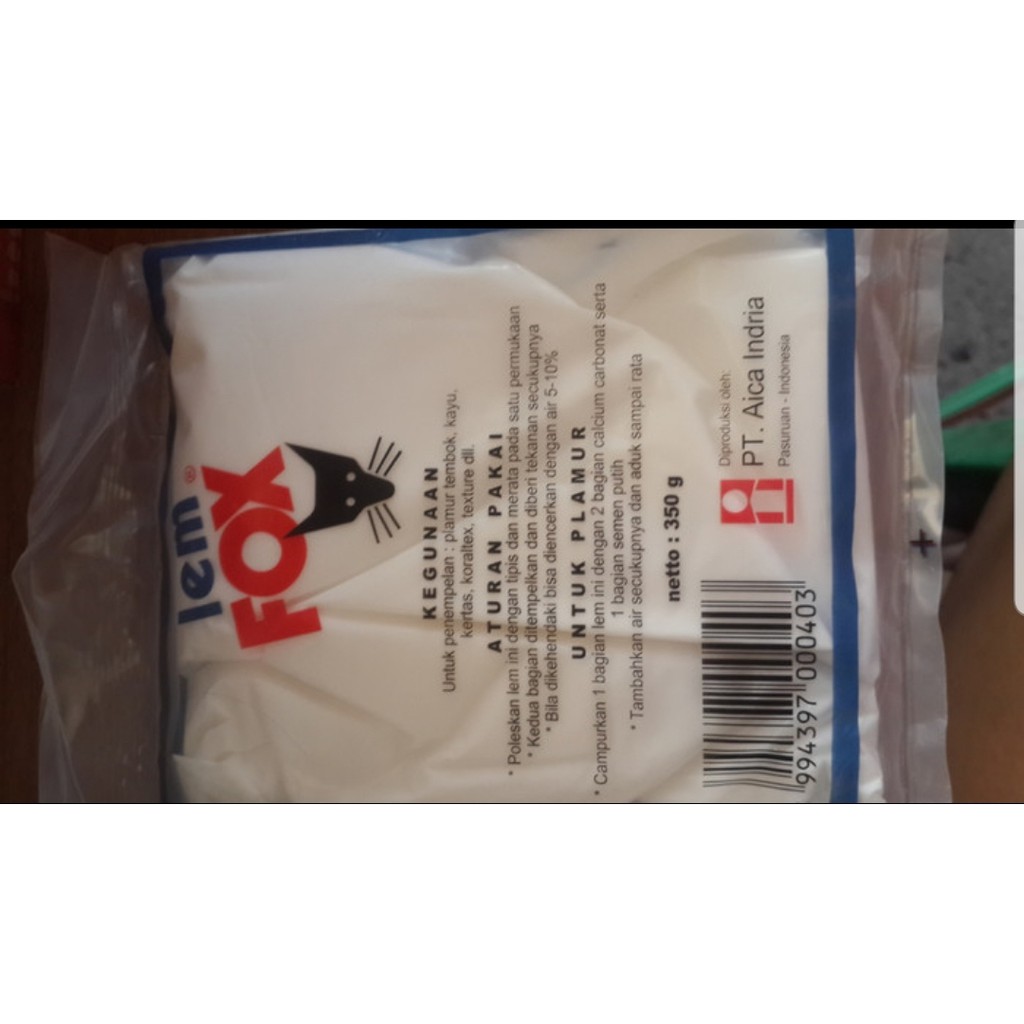 lem ®
FOX
KEGUNAAN
Untuk penempelan : plamur tembok, kayu,
kertas, koraltex, texture dll.
ATURAN PAKAI
* Poleskan lem ini dengan tipis dan merata pada satu permukaan
* Kedua bagian ditempelkan dan diberi tekanan secukupnya
* Bila dikehendaki bisa diencerkan dengan air 5-10%
UNTUK PLAMUR
* Campurkan 1 bagian lem ini dengan 2 bagian calcium carbonat serta
1 bagian semen putih
* Tambahkan air secukupnya dan aduk sampai rata
netto : 350 g
Diproduksi oleh:
PT. Aica Indria
Pasuruan - Indonesia
994397 000403